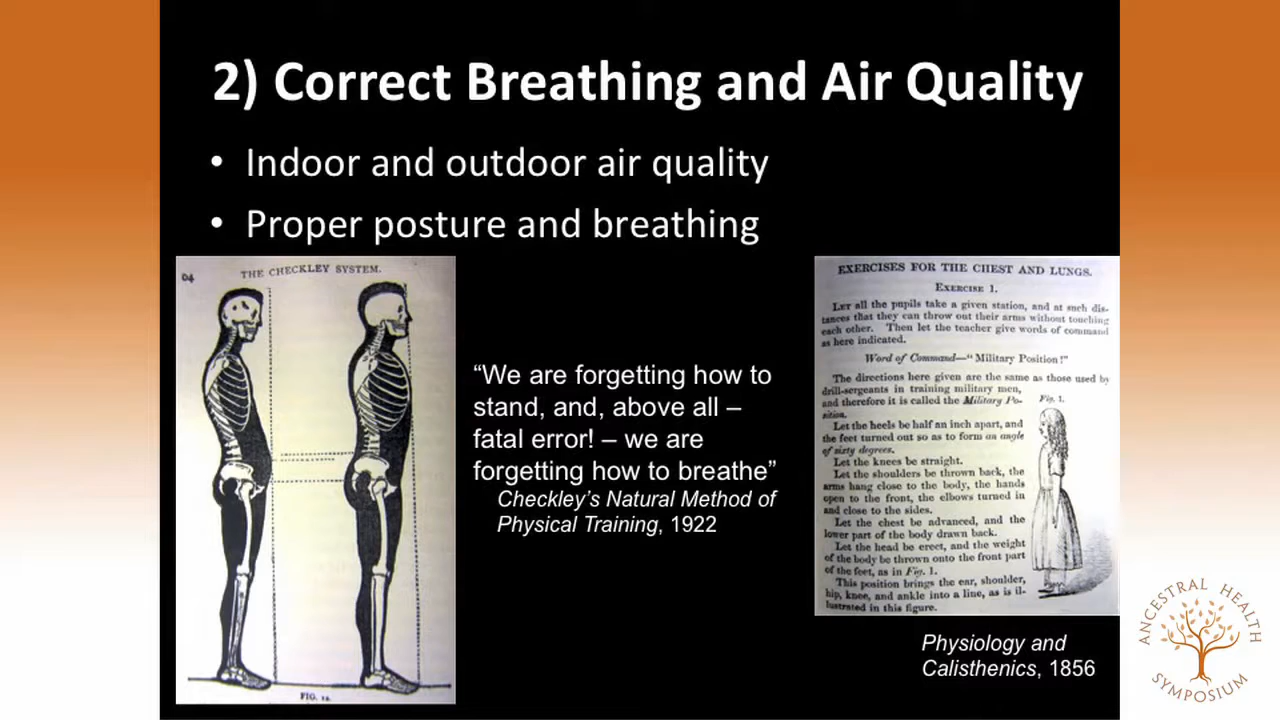 2) Correct Breathing and Air Quality
• Indoor and outdoor air quality
• Proper posture and breathing
04
THE CHECKLEY SYSTEM.
FIG. 12.
“We are forgetting how to
stand, and, above all –
fatal error! – we are
forgetting how to breathe”
Checkley’s Natural Method of
Physical Training, 1922
EXERCISES FOR THE CHEST AND LUNGS.
Exercise 1.
Let all the pupils take a given station, and at such dis-
tances that they can throw out their arms without touching
each other. Then let the teacher give words of command
as here indicated.
Word of Command—“Military Position!”
The directions here given are the same as those used by
drill-sergeants in training military men,
and therefore it is called the Military Po-
sition.
Fig. 1.
Let the heels be half an inch apart, and
the feet turned out so as to form an angle
of sixty degrees.
Let the knees be straight.
Let the shoulders be thrown back, the
arms hang close to the body, the hands
open to the front, the elbows turned in
and close to the sides.
Let the chest be advanced, and the
lower part of the body drawn back.
Let the head be erect, and the weight
of the body be thrown onto the front part
of the feet, as in Fig. 1.
This position brings the ear, shoulder,
hip, knee, and ankle into a line, as is il-
lustrated in this figure.
Physiology and
Calisthenics, 1856
ANCESTRAL HEALTH
SYMPOSIUM